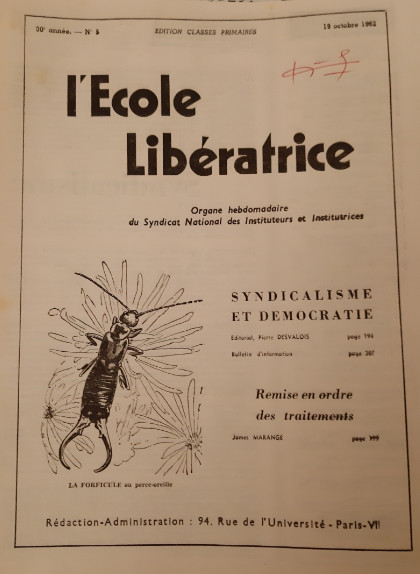 30e année. — N° 5
EDITION CLASSES PRIMAIRES
19 octobre 1962
l'Ecole
Libératrice
Organe hebdomadaire
du Syndicat National des Instituteurs et Institutrices
SYNDICALISME
ET DEMOCRATIE
Editorial, Pierre DESVALOIS page 194
Bulletin d'information page 207
Remise en ordre
des traitements
James MARANGE page 199
LA FORFICULE ou perce-oreille
Rédaction-Administration : 94, Rue de l'Université - Paris-VII